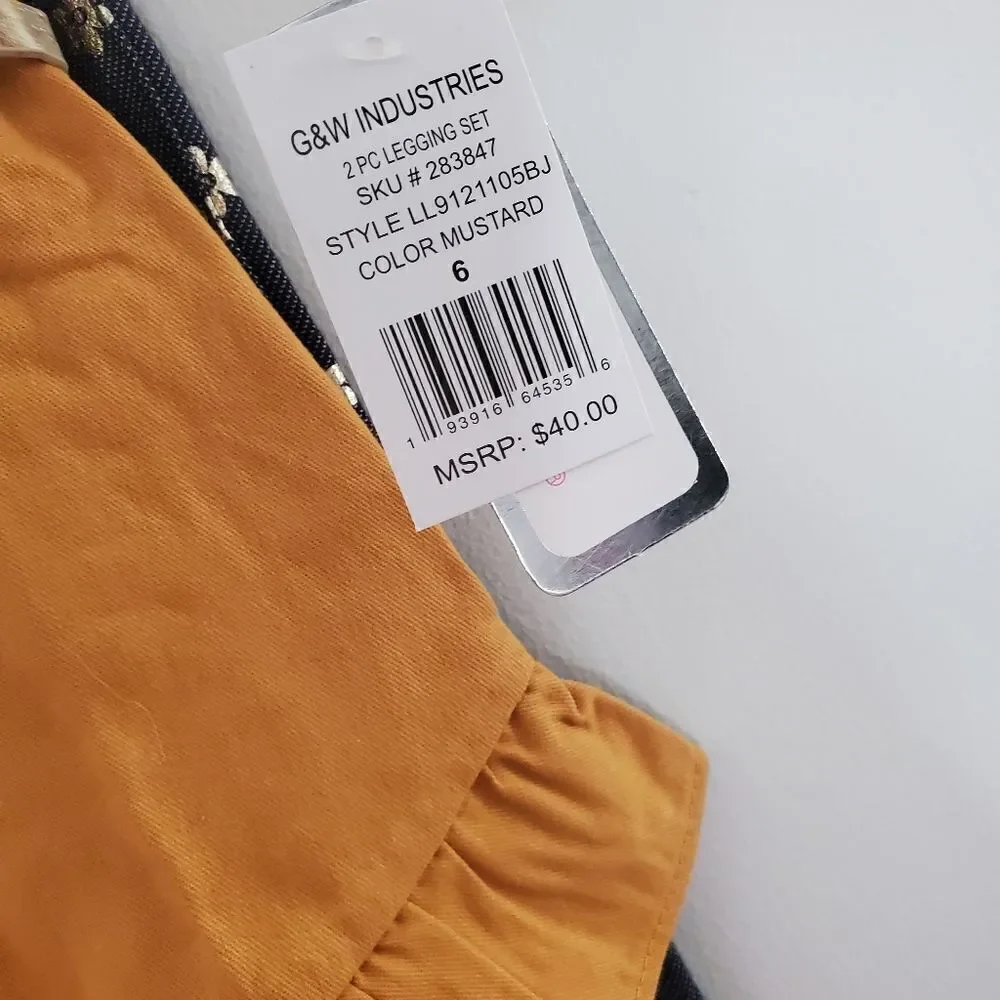 G&W INDUSTRIES
2 PC LEGGING SET
SKU # 283847
STYLE LL9121105BJ
COLOR MUSTARD
6
1 93916 64535 6
MSRP: $40.00